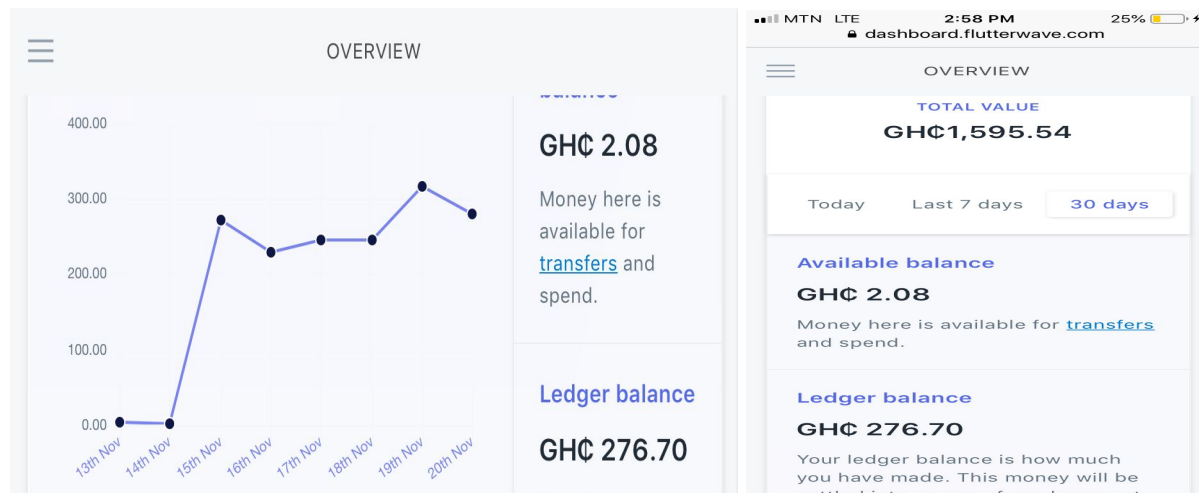 OVERVIEW
400.00
300.00
200.00
100.00
0.00
13th Nov
14th Nov
15th Nov
16th Nov
17th Nov
18th Nov
19th Nov
20th Nov
balance
GH₵ 2.08
Money here is
available for
transfers and
spend.
Ledger balance
GH₵ 276.70
MTN LTE 2:58 PM 25%
dashboard.flutterwave.com
OVERVIEW
TOTAL VALUE
GH₵1,595.54
Today Last 7 days 30 days
Available balance
GH₵ 2.08
Money here is available for transfers
and spend.
Ledger balance
GH₵ 276.70
Your ledger balance is how much
you have made. This money will be